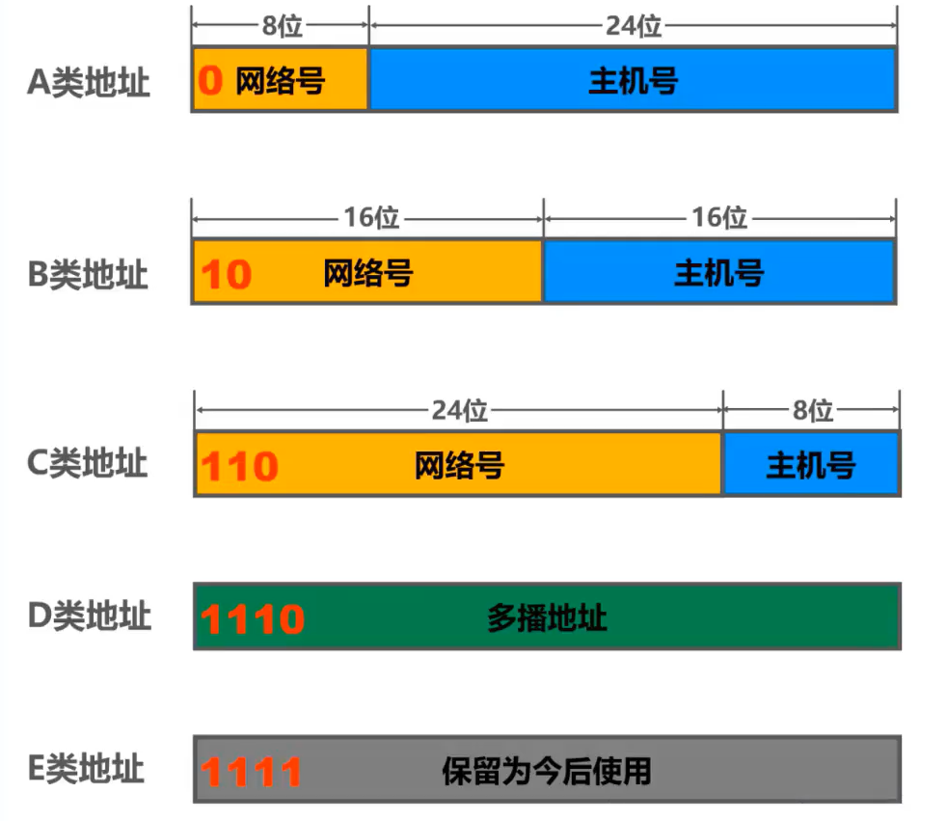 8位 24位
A类地址 0 网络号 主机号
16位 16位
B类地址 10 网络号 主机号
24位 8位
C类地址 110 网络号 主机号
D类地址 1110 多播地址
E类地址 1111 保留为今后使用